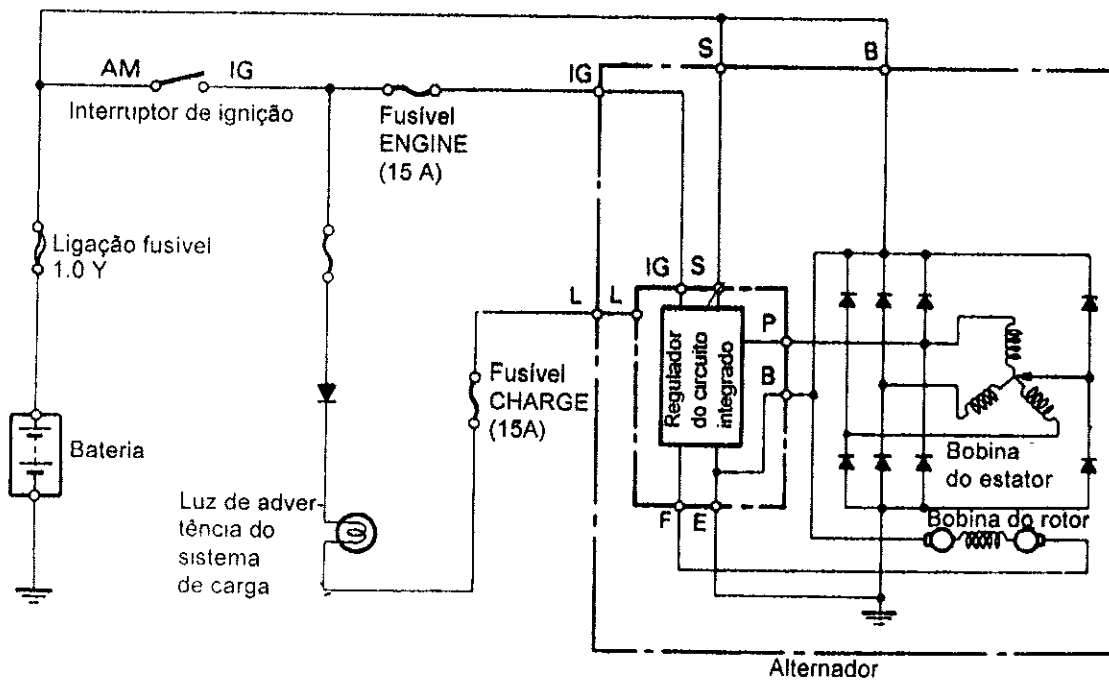 S
B
AM
IG
IG
Interruptor de ignição
Fusível
ENGINE
(15 A)
Ligação fusível
1.0 Y
IG
S
L
L
P
Regulador
do circuito
integrado
B
Fusível
CHARGE
(15A)
Bateria
Bobina
do estator
Luz de adver-
tência do
sistema
de carga
F
E
Bobina do rotor
Alternador